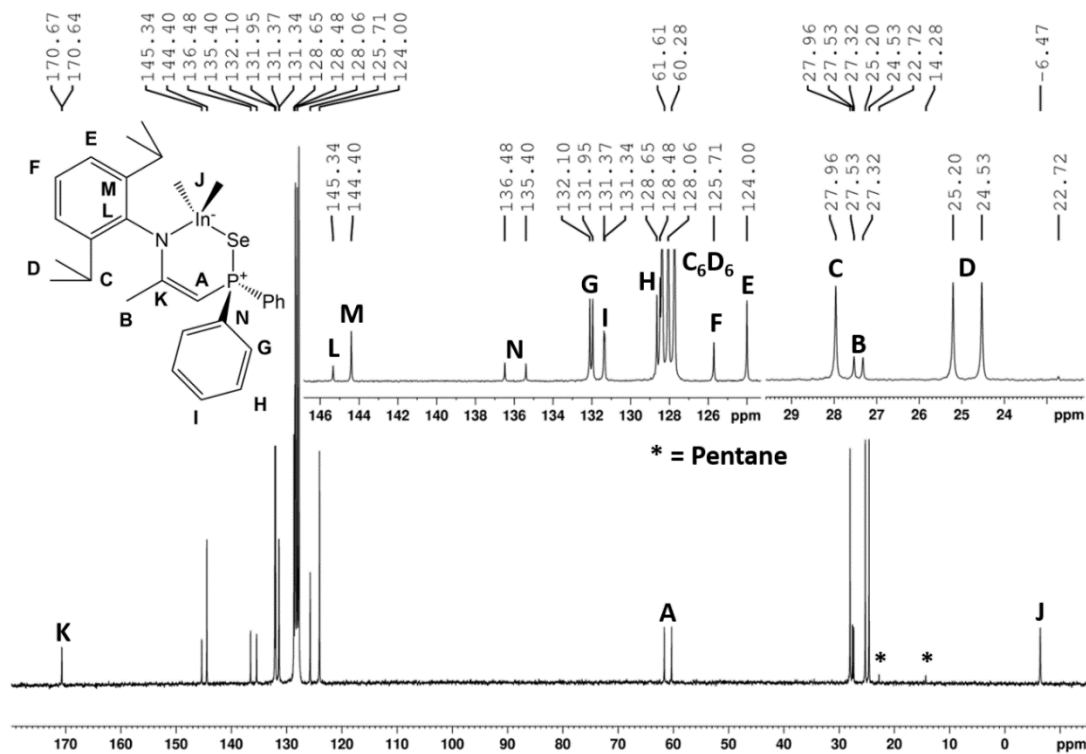 170.67
170.64
145.34
144.40
136.48
135.40
132.10
131.95
131.37
131.34
128.65
128.48
128.06
125.71
124.00
61.61
60.28
27.96
27.53
27.32
25.20
24.53
22.72
14.28
-6.47
E
F
M
L
J
In-
N
Se
D
C
A
P+
Ph
K
B
N
G
H
I
145.34
144.40
136.48
135.40
132.10
131.95
131.37
131.34
128.65
128.48
128.06
125.71
124.00
27.96
27.53
27.32
25.20
24.53
22.72
L
M
N
G
I
H
C6D6
F
E
C
B
D
146 144 142 140 138 136 134 132 130 128 126 ppm
29 28 27 26 25 24 ppm
* = Pentane
K
A
* *
J
170 160 150 140 130 120 110 100 90 80 70 60 50 40 30 20 10 ppm